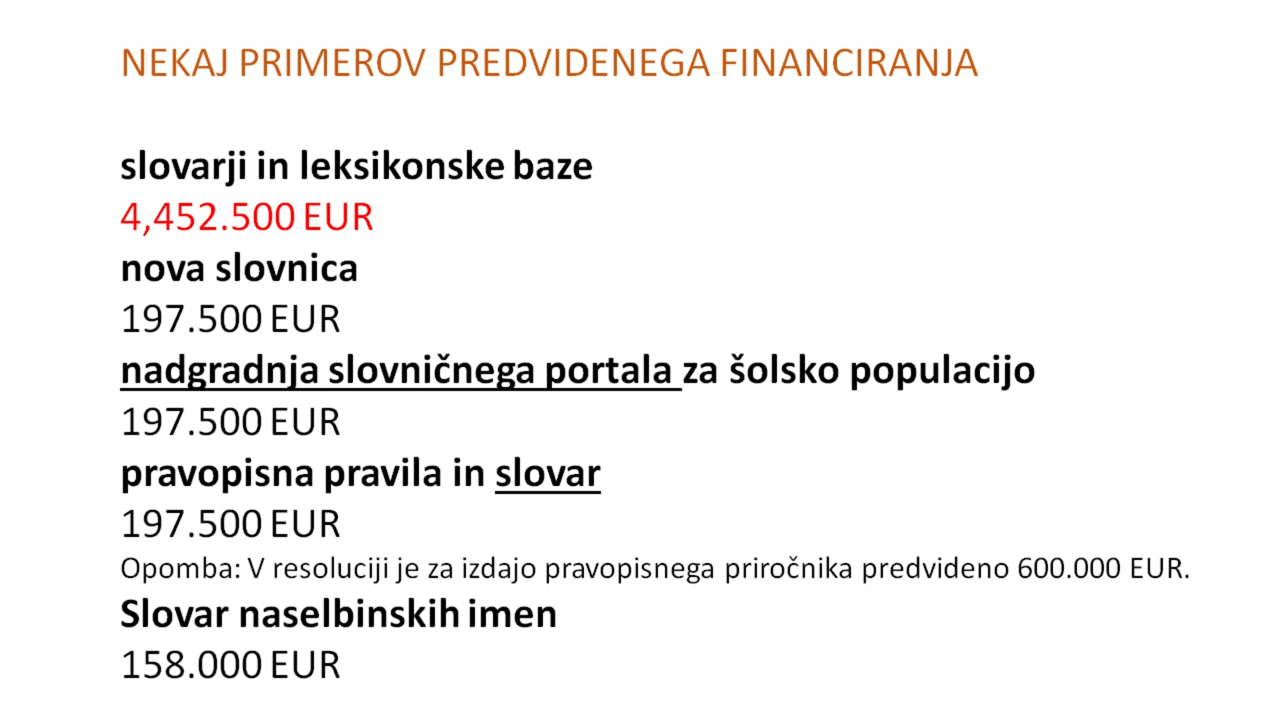 NEKAJ PRIMEROV PREDVIDENEGA FINANCIRANJA
slovarji in leksikonske baze
4,452.500 EUR
nova slovnica
197.500 EUR
nadgradnja slovničnega portala za šolsko populacijo
197.500 EUR
pravopisna pravila in slovar
197.500 EUR
Opomba: V resoluciji je za izdajo pravopisnega priročnika predvideno 600.000 EUR.
Slovar naselbinskih imen
158.000 EUR